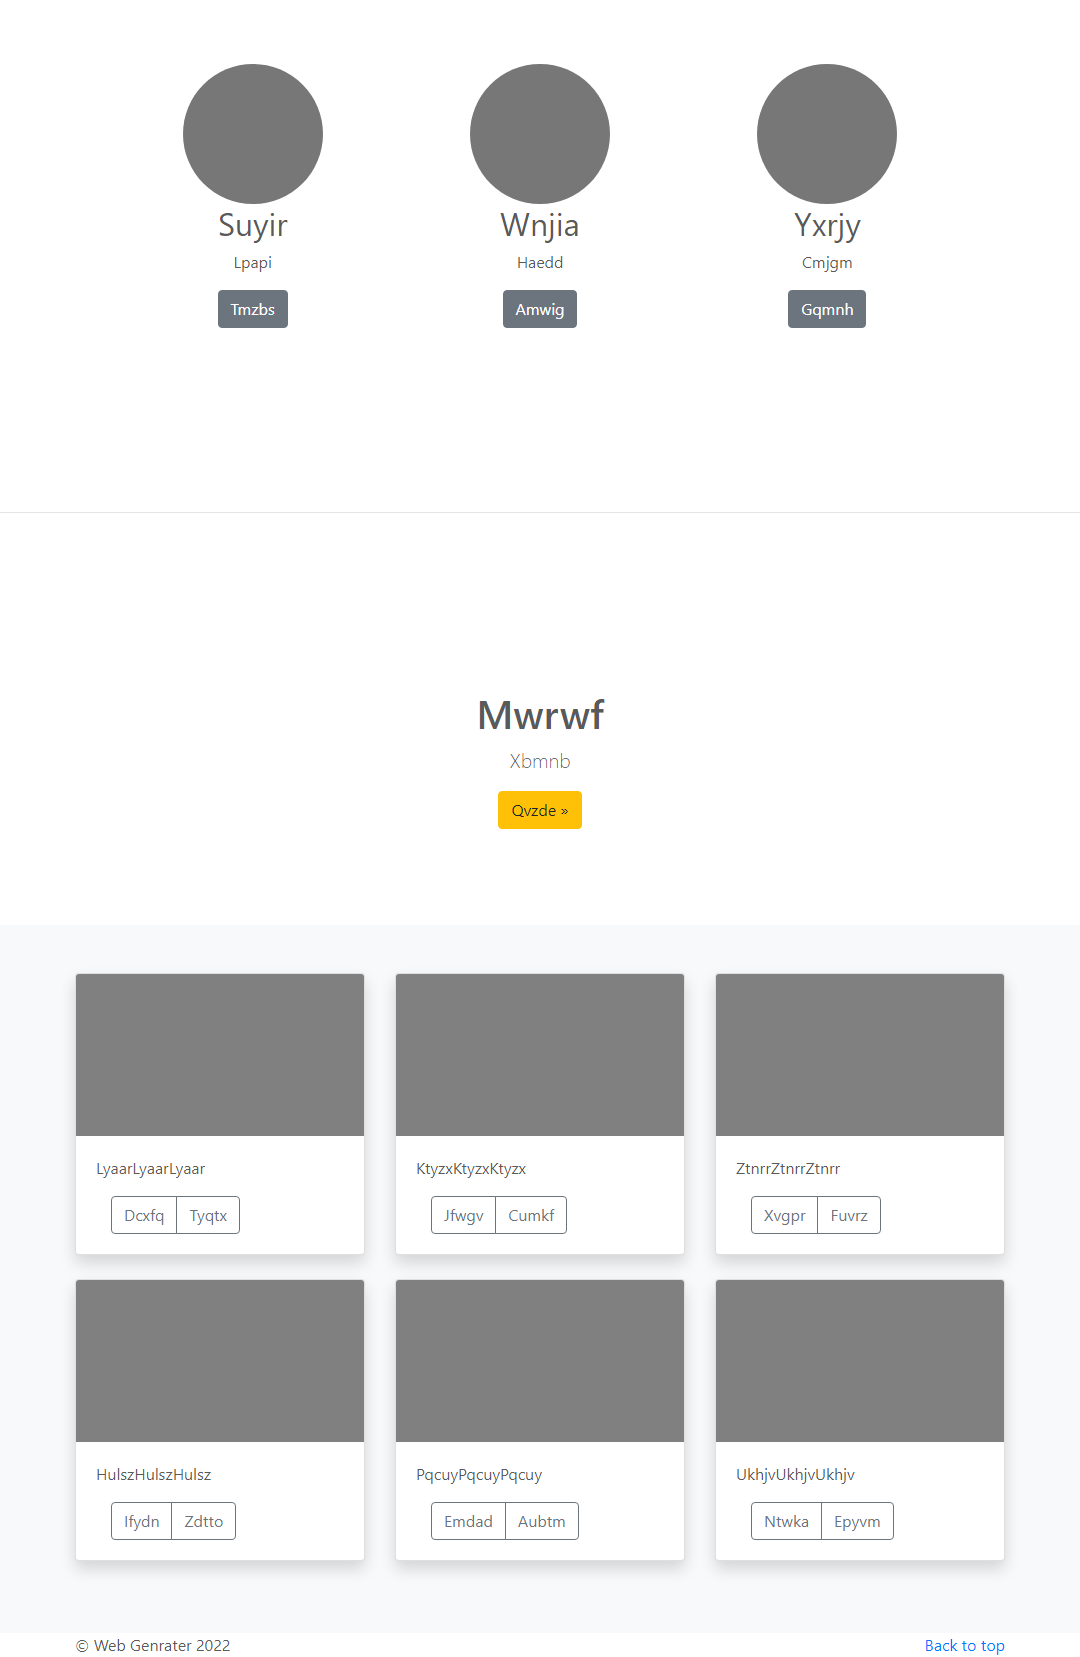 Suyir
Wnjia
Yxrjy
Lpapi
Haedd
Cmjgm
Tmzbs
Amwig
Gqmnh
Mwrwf
Xbmnb
Qvzde »
LyaarLyaarLyaar
KtyzxKtyzxKtyzx
ZtnrrZtnrrZtnrr
Dcxfq Tyqtx
Jfwgv Cumkf
Xvgpr Fuvrz
HulszHulszHulsz
PqcuyPqcuyPqcuy
UkhjvUkhjvUkhjv
Ifydn Zdtto
Emdad Aubtm
Ntwka Epyvm
© Web Genrater 2022
Back to top